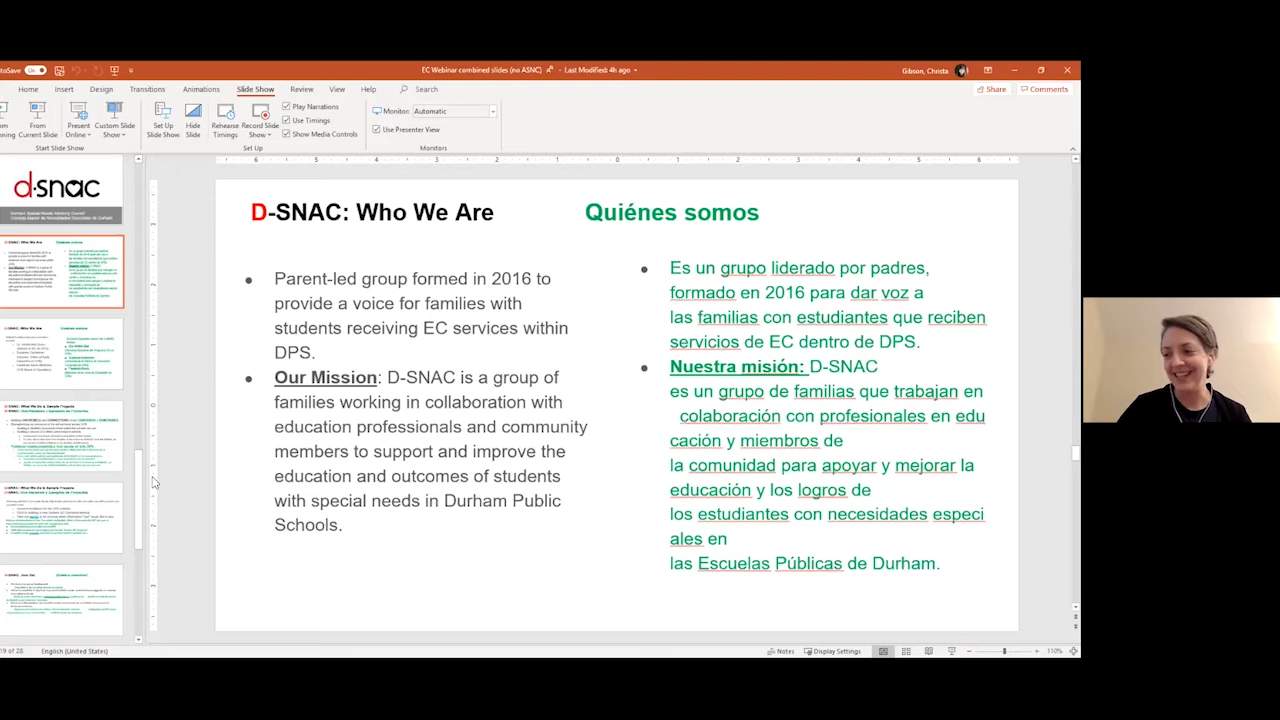 AutoSave On
EC Webinar combined slides (no ASNC) - Last Modified: 4h ago
Gibson, Christa
Home Insert Design Transitions Animations Slide Show Review View Help Search
Share Comments
From
Current Slide
Present
Online
Custom Slide
Show
Set Up
Slide Show
Hide
Slide
Rehearse
Timings
Record Slide
Show
Play Narrations
Use Timings
Show Media Controls
Monitor: Automatic
Use Presenter View
Start Slide Show
Set Up
Monitors
d·snac
D-SNAC: Who We Are
Quiénes somos
Parent-led group formed in 2016 to
provide a voice for families with
students receiving EC services within
DPS.
Our Mission: D-SNAC is a group of
families working in collaboration with
education professionals and community
members to support and improve the
education and outcomes of students
with special needs in Durham Public
Schools.
Es un grupo liderado por padres,
formado en 2016 para dar voz a
las familias con estudiantes que reciben
servicios de EC dentro de DPS.
Nuestra misión: D-SNAC
es un grupo de familias que trabajan en
colaboración con profesiones en edu
cación y miembros de
la comunidad para apoyar y mejorar la
educación y los logros de
los estudiantes con necesidades especi
ales en
las Escuelas Públicas de Durham.
19 of 28
English (United States)
Notes
Display Settings
110%